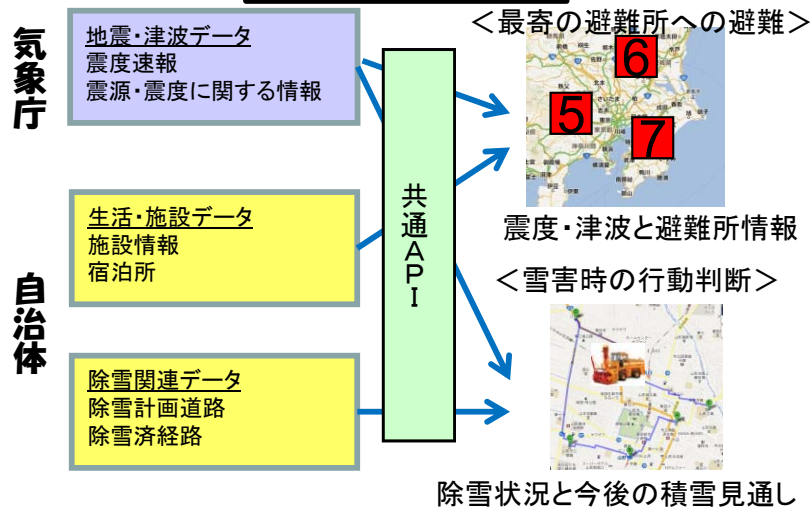 気象庁
地震・津波データ
震度速報
震源・震度に関する情報
自治体
生活・施設データ
施設情報
宿泊所
除雪関連データ
除雪計画道路
除雪済経路
共通API
＜最寄の避難所への避難＞
6
5
7
震度・津波と避難所情報
＜雪害時の行動判断＞
除雪状況と今後の積雪見通し